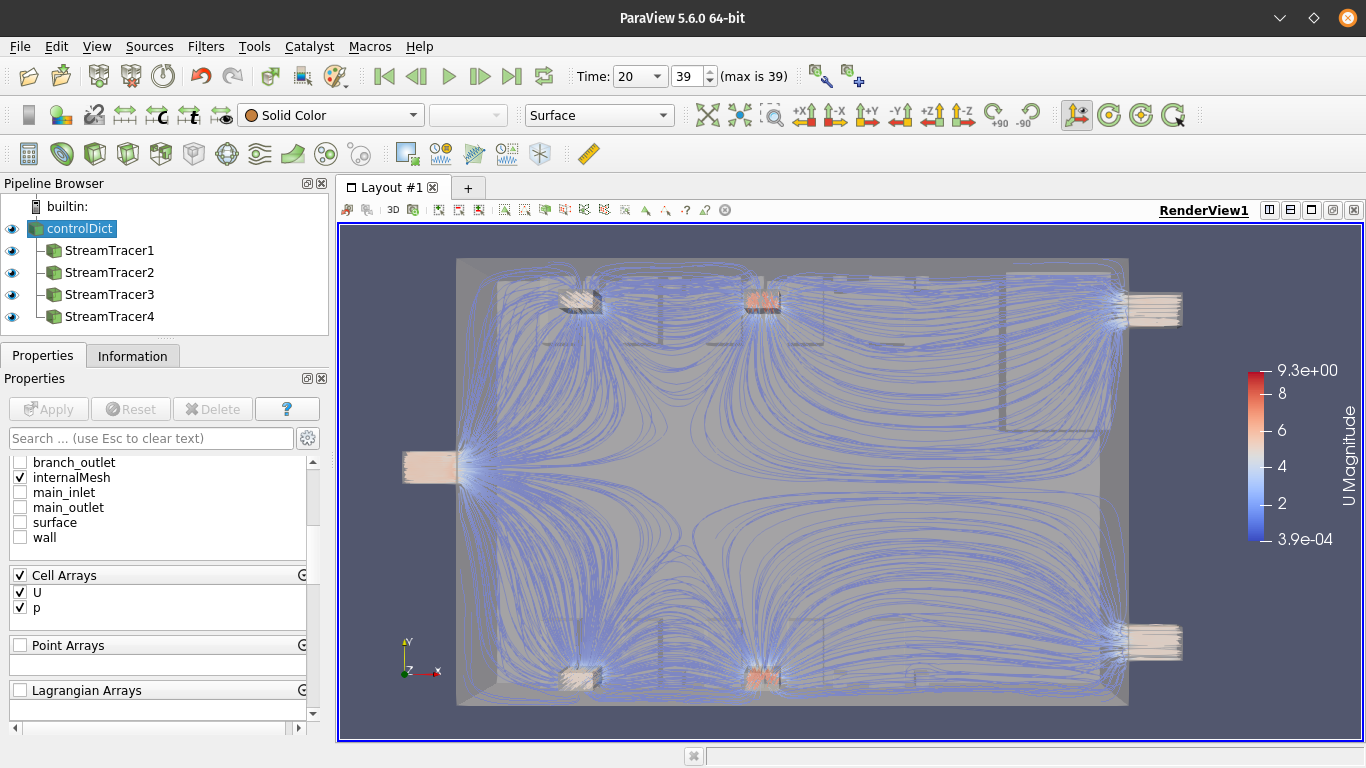 ParaView 5.6.0 64-bit
File Edit View Sources Filters Tools Catalyst Macros Help
Time: 20 39 (max is 39)
Solid Color Surface +X -X +Y -Y +Z -Z +90 -90
Pipeline Browser
builtin:
controlDict
StreamTracer1
StreamTracer2
StreamTracer3
StreamTracer4
Properties Information
Properties
Apply Reset Delete ?
Search ... (use Esc to clear text)
branch_outlet
internalMesh
main_inlet
main_outlet
surface
wall
Cell Arrays
U
p
Point Arrays
Lagrangian Arrays
Layout #1 +
3D RenderView1
9.3e+00
8
6
4
2
3.9e-04
U Magnitude
Y
Z X